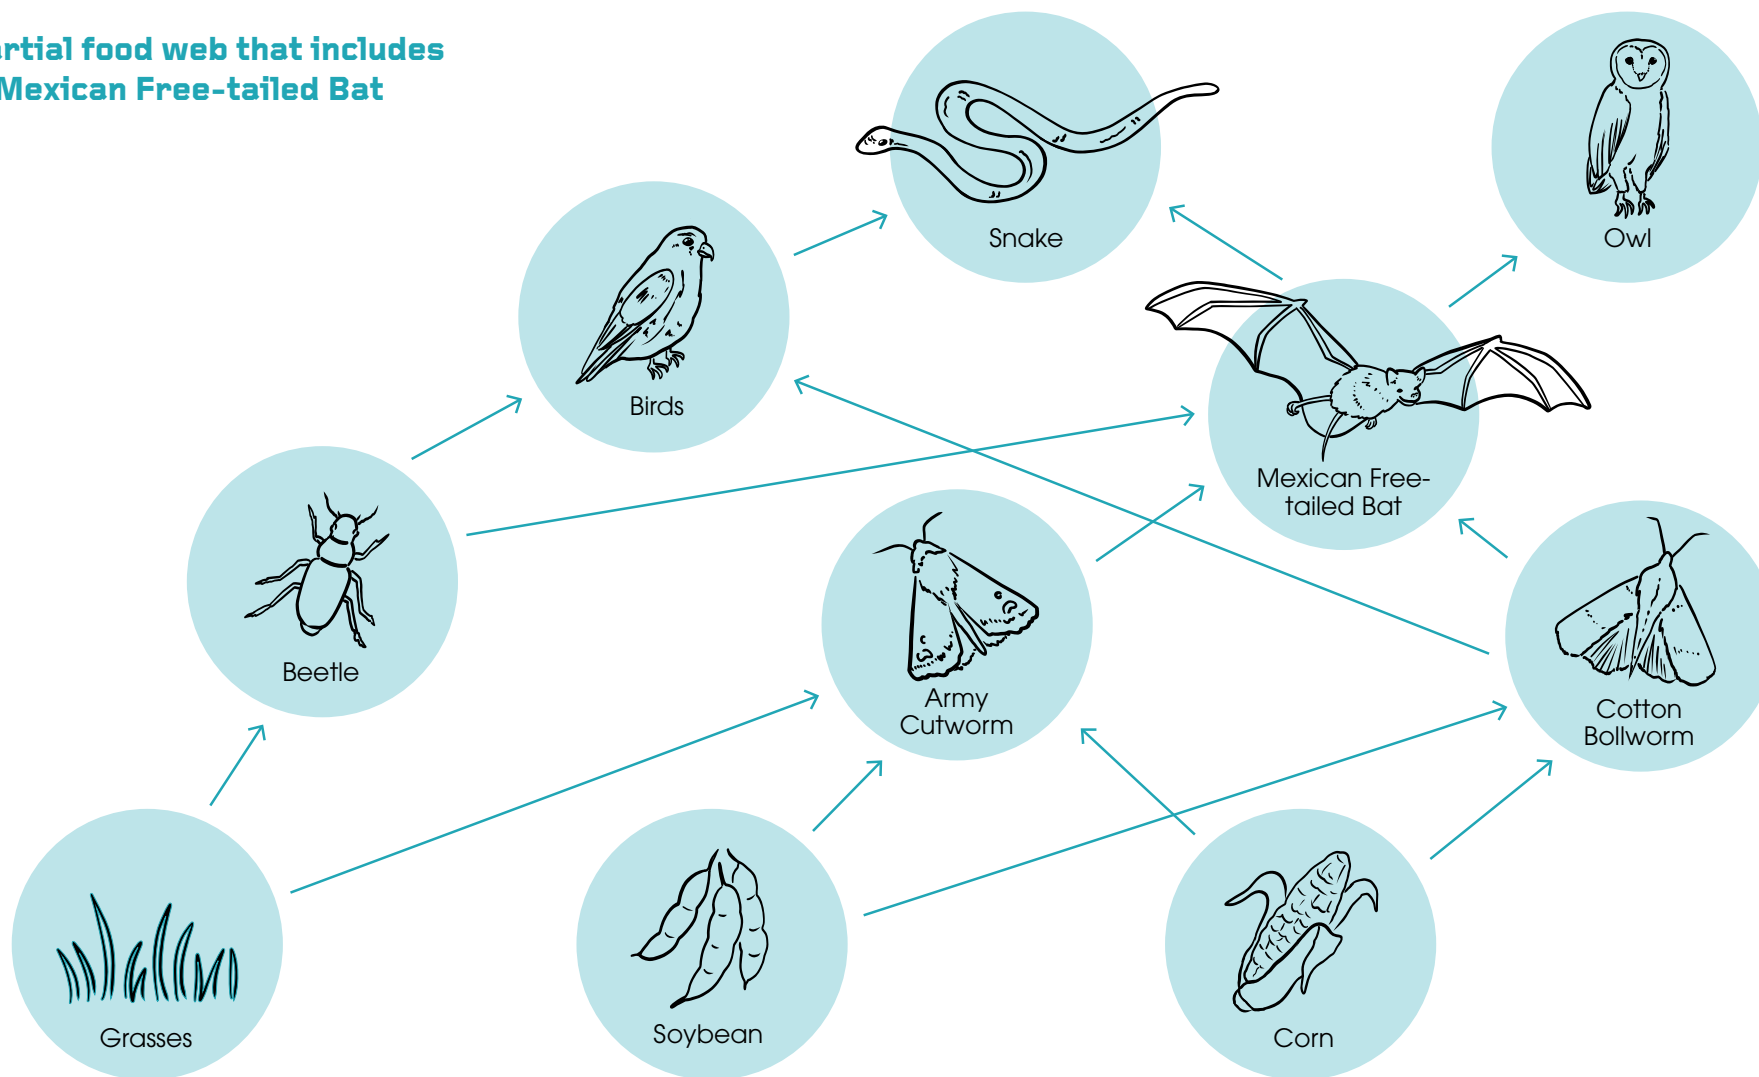 artial food web that includes
Mexican Free-tailed Bat
Snake
Owl
Birds
Mexican Free-
tailed Bat
Beetle
Army
Cutworm
Cotton
Bollworm
Grasses
Soybean
Corn